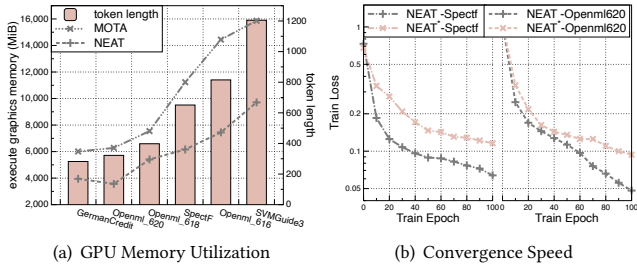 token length
MOTA
NEAT
execute graphics memory (MiB)
16,000
14,000
12,000
10,000
8,000
6,000
4,000
2,000
1200
1000
800
600
400
200
0
token length
GermanCredit
Openml_620
Openml_618
SpectF
Openml_616
SVMGuide3
(a) GPU Memory Utilization
NEAT-Spectf
NEAT*-Spectf
NEAT-Openml620
NEAT*-Openml620
Train Loss
1
0.5
0.1
0.05
0 20 40 60 80 100
0 20 40 60 80 100
Train Epoch
Train Epoch
(b) Convergence Speed